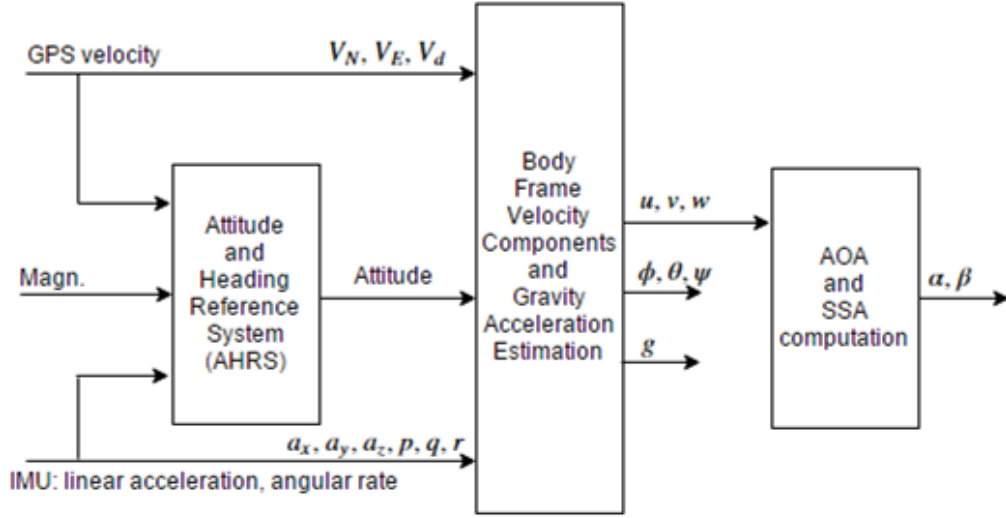 GPS velocity
V_N, V_E, V_d
Magn.
Attitude
and
Heading
Reference
System
(AHRS)
Attitude
a_x, a_y, a_z, p, q, r
IMU: linear acceleration, angular rate
Body
Frame
Velocity
Components
and
Gravity
Acceleration
Estimation
u, v, w
ϕ, θ, ψ
g
AOA
and
SSA
computation
α, β